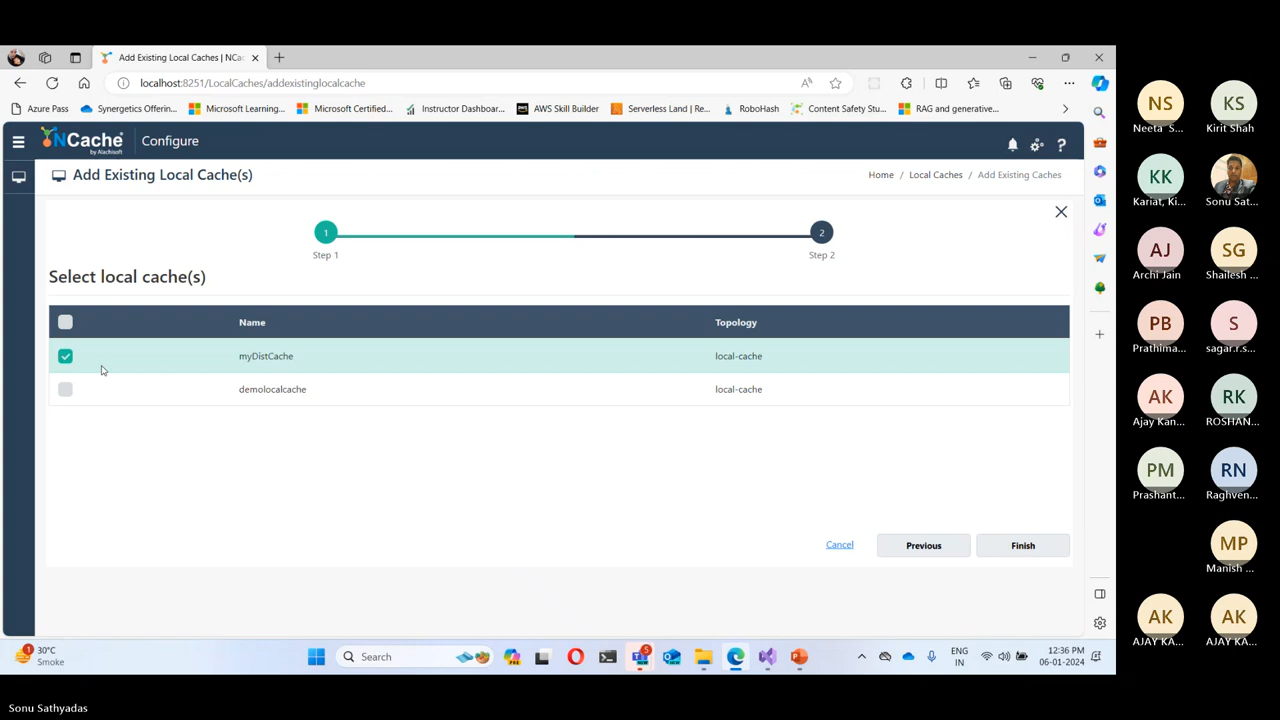 Add Existing Local Caches | NCac
localhost:8251/LocalCaches/addexistinglocalcache
Azure Pass
Synergetics Offerin...
Microsoft Learning...
Microsoft Certified...
Instructor Dashboar...
AWS Skill Builder
Serverless Land | Re...
RoboHash
Content Safety Stu...
RAG and generative...
NCache
by Alachisoft
Configure
Add Existing Local Cache(s)
Home / Local Caches / Add Existing Caches
1
2
Step 1
Step 2
Select local cache(s)
Name
Topology
myDistCache
local-cache
demolocalcache
local-cache
Cancel
Previous
Finish
1
30°C
Smoke
Search
PRE
5
ENG
IN
12:36 PM
06-01-2024
NS
Neeta S...
KS
Kirit Shah
KK
Kariat, Ki...
Sonu Sat...
AJ
Archi Jain
SG
Shailesh ...
PB
Prathima...
S
sagar.r.s...
AK
Ajay Kan...
RK
ROSHAN...
PM
Prashant...
RN
Raghven...
MP
Manish ...
AK
AJAY KA...
AK
AJAY KA...
Sonu Sathyadas